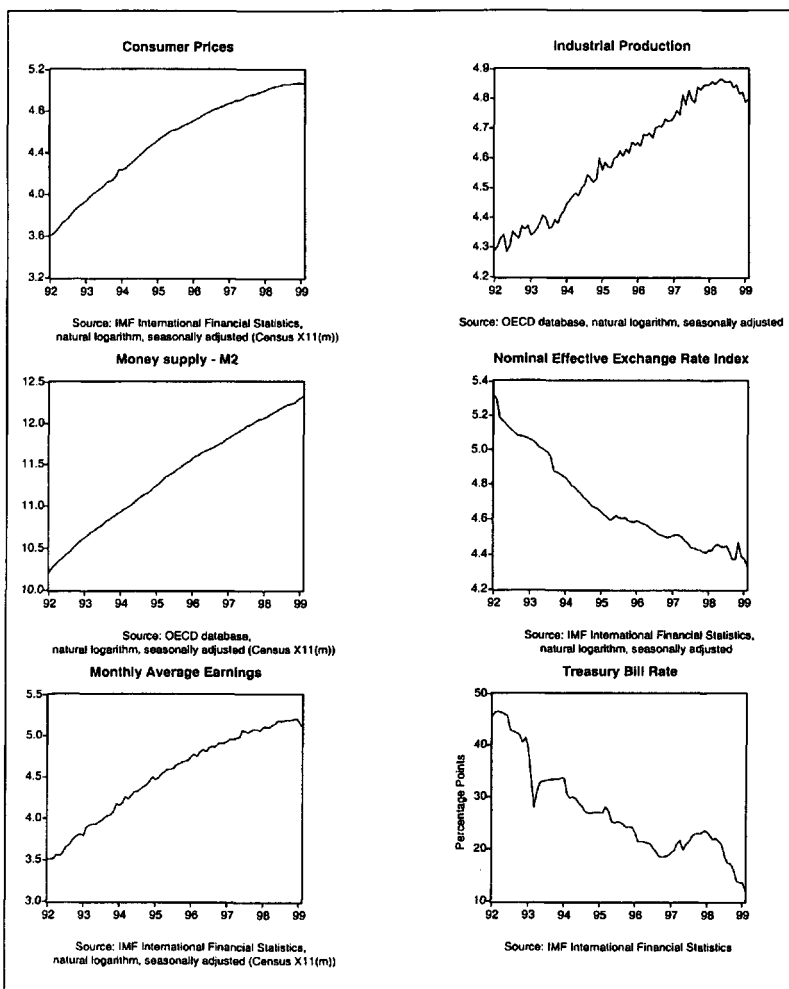 Consumer Prices
5.2
4.8
4.4
4.0
3.6
3.2
92 93 94 95 96 97 98 99
Source: IMF International Financial Statistics,
natural logarithm, seasonally adjusted (Census X11(m))
Industrial Production
4.9
4.8
4.7
4.6
4.5
4.4
4.3
4.2
92 93 94 95 96 97 98 99
Source: OECD database, natural logarithm, seasonally adjusted
Money supply - M2
12.5
12.0
11.5
11.0
10.5
10.0
92 93 94 95 96 97 98 99
Source: OECD database,
natural logarithm, seasonally adjusted (Census X11(m))
Nominal Effective Exchange Rate Index
5.4
5.2
5.0
4.8
4.6
4.4
4.2
92 93 94 95 96 97 98 99
Source: IMF International Financial Statistics,
natural logarithm, seasonally adjusted
Monthly Average Earnings
5.5
5.0
4.5
4.0
3.5
3.0
92 93 94 95 96 97 98 99
Source: IMF International Financial Statistics,
natural logarithm, seasonally adjusted (Census X11(m))
Treasury Bill Rate
Percentage Points
50
40
30
20
10
92 93 94 95 96 97 98 99
Source: IMF International Financial Statistics